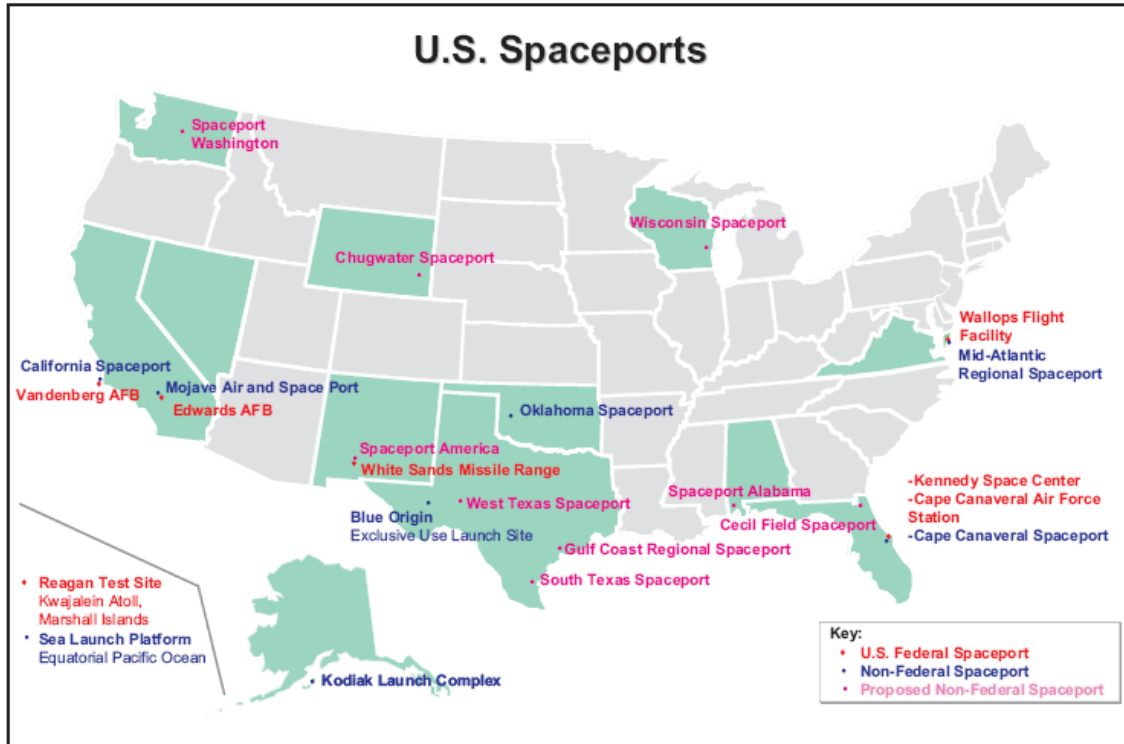 U.S. Spaceports
Spaceport
Washington
Wisconsin Spaceport
Chugwater Spaceport
Wallops Flight
Facility
Mid-Atlantic
Regional Spaceport
California Spaceport
Vandenberg AFB
Mojave Air and Space Port
Edwards AFB
Oklahoma Spaceport
Spaceport America
White Sands Missile Range
West Texas Spaceport
Blue Origin
Exclusive Use Launch Site
Spaceport Alabama
Cecil Field Spaceport
-Kennedy Space Center
-Cape Canaveral Air Force
Station
-Cape Canaveral Spaceport
Gulf Coast Regional Spaceport
South Texas Spaceport
Reagan Test Site
Kwajalein Atoll,
Marshall Islands
Sea Launch Platform
Equatorial Pacific Ocean
Kodiak Launch Complex
Key:
U.S. Federal Spaceport
Non-Federal Spaceport
Proposed Non-Federal Spaceport